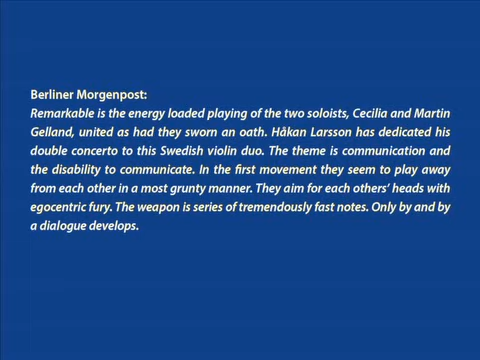 Berliner Morgenpost:
Remarkable is the energy loaded playing of the two soloists, Cecilia and Martin
Gelland, united as had they sworn an oath. Håkan Larsson has dedicated his
double concerto to this Swedish violin duo. The theme is communication and
the disability to communicate. In the first movement they seem to play away
from each other in a most grunty manner. They aim for each others’ heads with
egocentric fury. The weapon is series of tremendously fast notes. Only by and by
a dialogue develops.